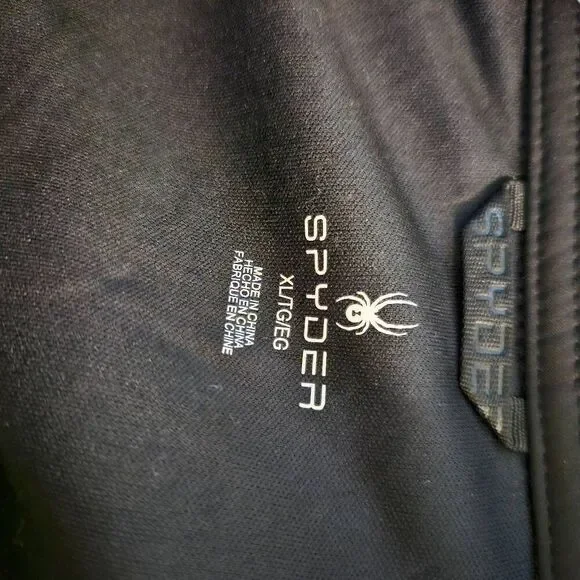 SPYDER
SPYDER
XL/TG/EG
MADE IN CHINA
HECHO EN CHINA
FABRIQUE EN CHINE